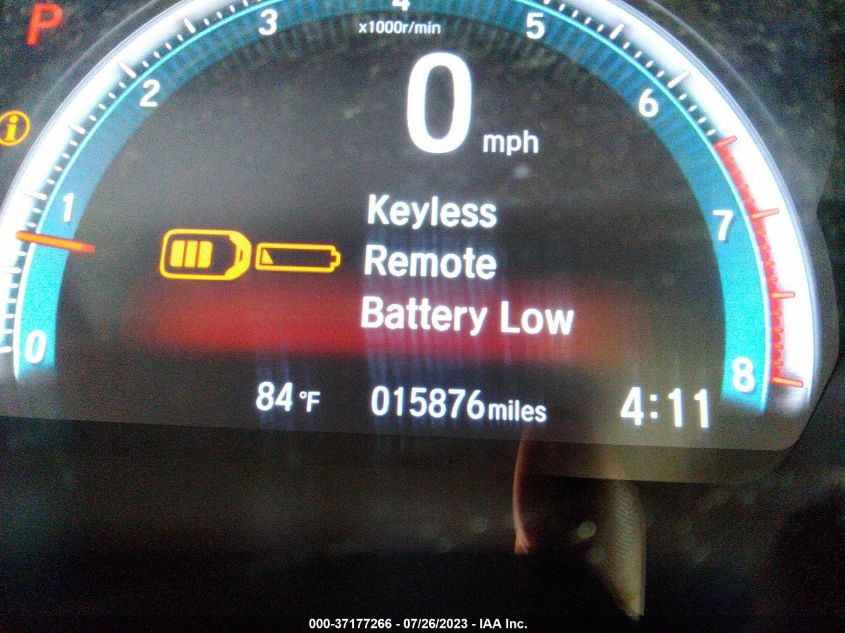 P
4
3
5
x1000r/min
2
6
0 mph
i
1
7
Keyless
Remote
Battery Low
0
8
84°F 015876miles 4:11
000-37177266 - 07/26/2023 - IAA Inc.